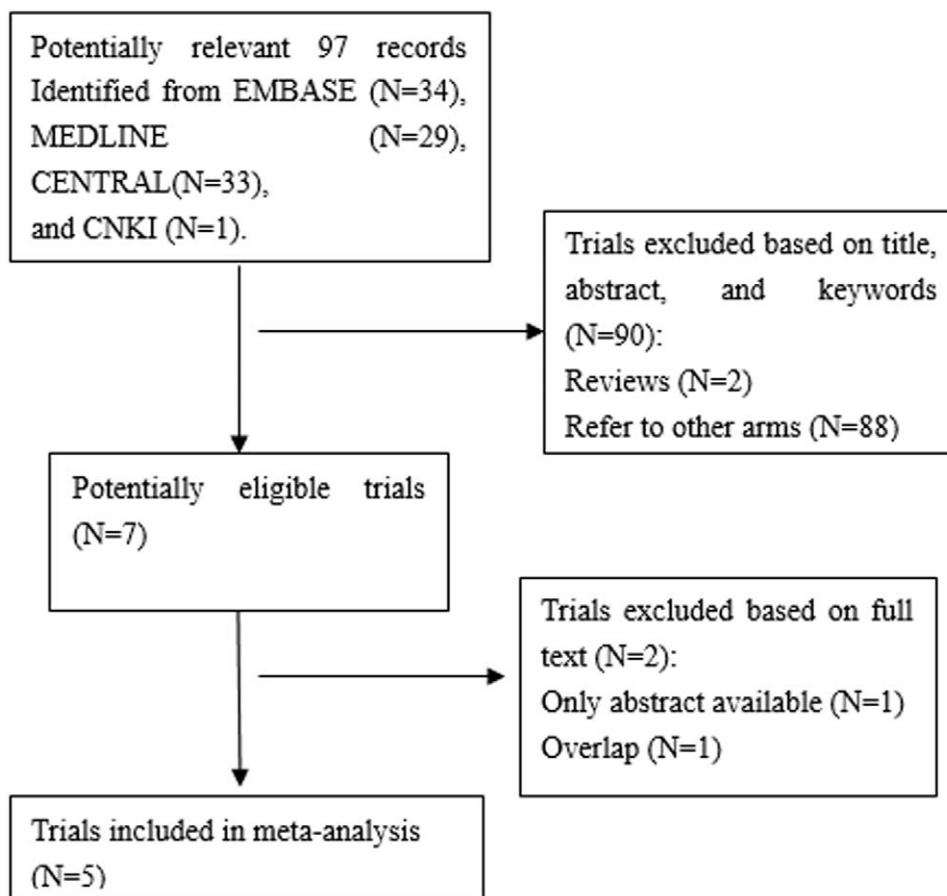 Potentially relevant 97 records
Identified from EMBASE (N=34),
MEDLINE (N=29),
CENTRAL(N=33),
and CNKI (N=1).
Trials excluded based on title,
abstract, and keywords
(N=90):
Reviews (N=2)
Refer to other arms (N=88)
Potentially eligible trials
(N=7)
Trials excluded based on full
text (N=2):
Only abstract available (N=1)
Overlap (N=1)
Trials included in meta-analysis
(N=5)